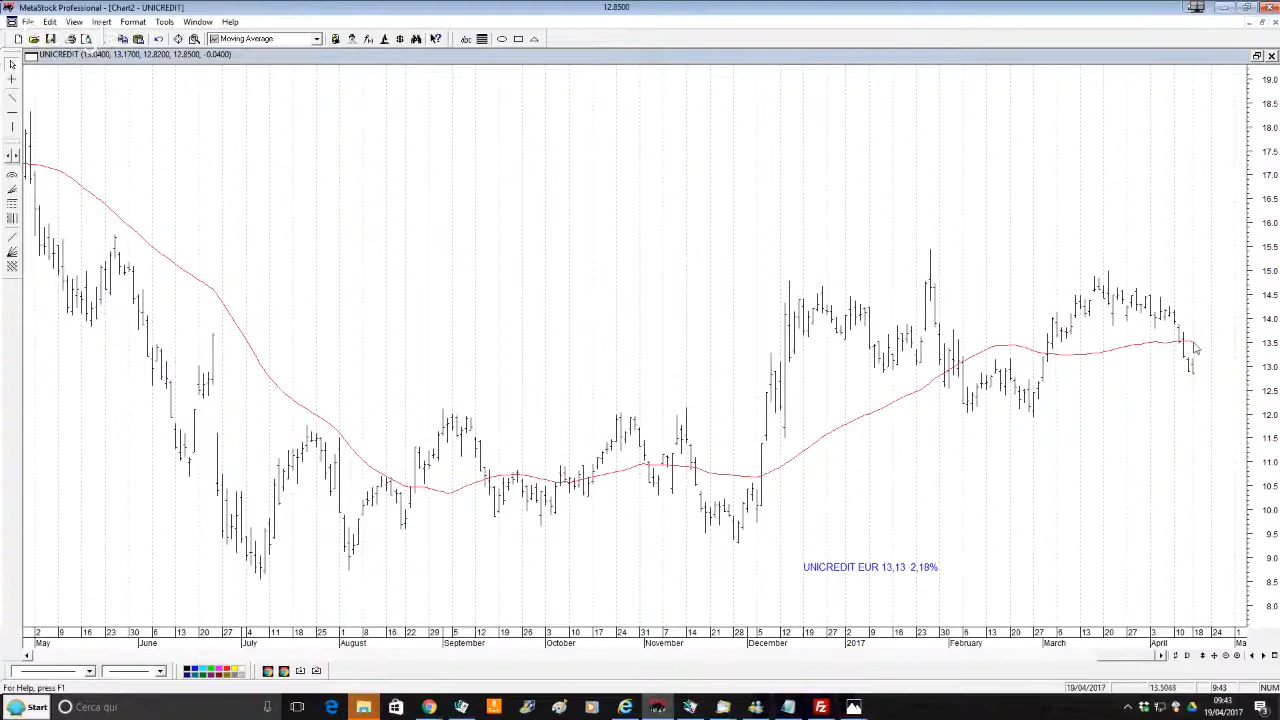 MetaStock Professional - [Chart2 - UNICREDIT]
12.8500
File Edit View Insert Format Tools Window Help
Moving Average
UNICREDIT (13.0400, 13.1700, 12.8200, 12.8500, -0.0400)
19.0
18.5
18.0
17.5
17.0
16.5
16.0
15.5
15.0
14.5
14.0
13.5
13.0
12.5
12.0
11.5
11.0
10.5
10.0
9.5
9.0
8.5
8.0
UNICREDIT EUR 13,13 2,18%
2 9 16 23 30 6 13 20 27 4 11 18 25 1 8 16 22 29 5 12 19 26 3 10 17 24 31 7 14 21 28 5 12 19 27 2 9 16 23 30 6 13 20 27 6 13 20 27 3 10 18 24 1
May June July August September October November December 2017 February March April Ma
For Help, press F1
19/04/2017 13.5043 9:43 NUM
Start
Cerca qui
09:43
19/04/2017